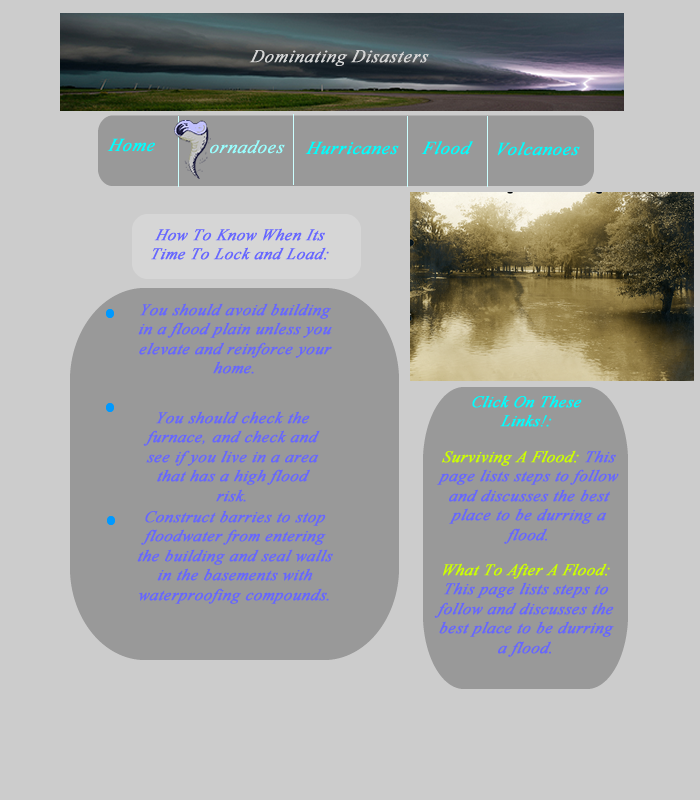 Dominating Disasters
Home
ornadoes
Hurricanes
Flood
Volcanoes
How To Know When Its
Time To Lock and Load:
You should avoid building
in a flood plain unless you
elevate and reinforce your
home.
You should check the
furnace, and check and
see if you live in a area
that has a high flood
risk.
Construct barries to stop
floodwater from entering
the building and seal walls
in the basements with
waterproofing compounds.
Click On These
Links!:
Surviving A Flood: This
page lists steps to follow
and discusses the best
place to be durring a
flood.
What To After A Flood:
This page lists steps to
follow and discusses the
best place to be durring
a flood.